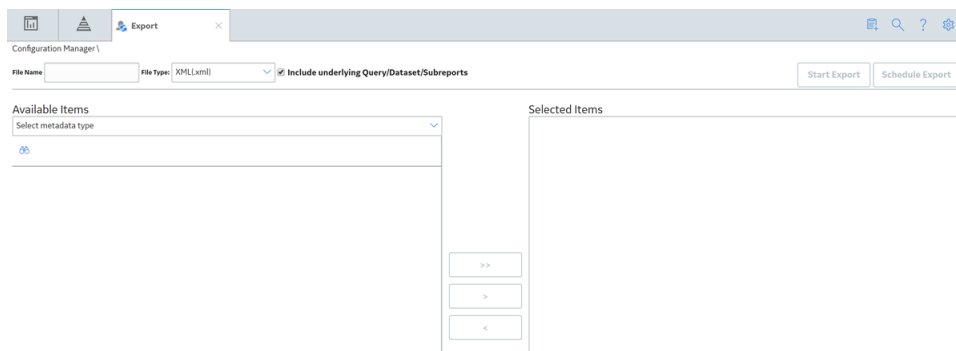 Export
Configuration Manager \
File Name
File Type: XML(.xml)
Include underlying Query/Dataset/Subreports
Start Export
Schedule Export
Available Items
Selected Items
Select metadata type
>>
>
<